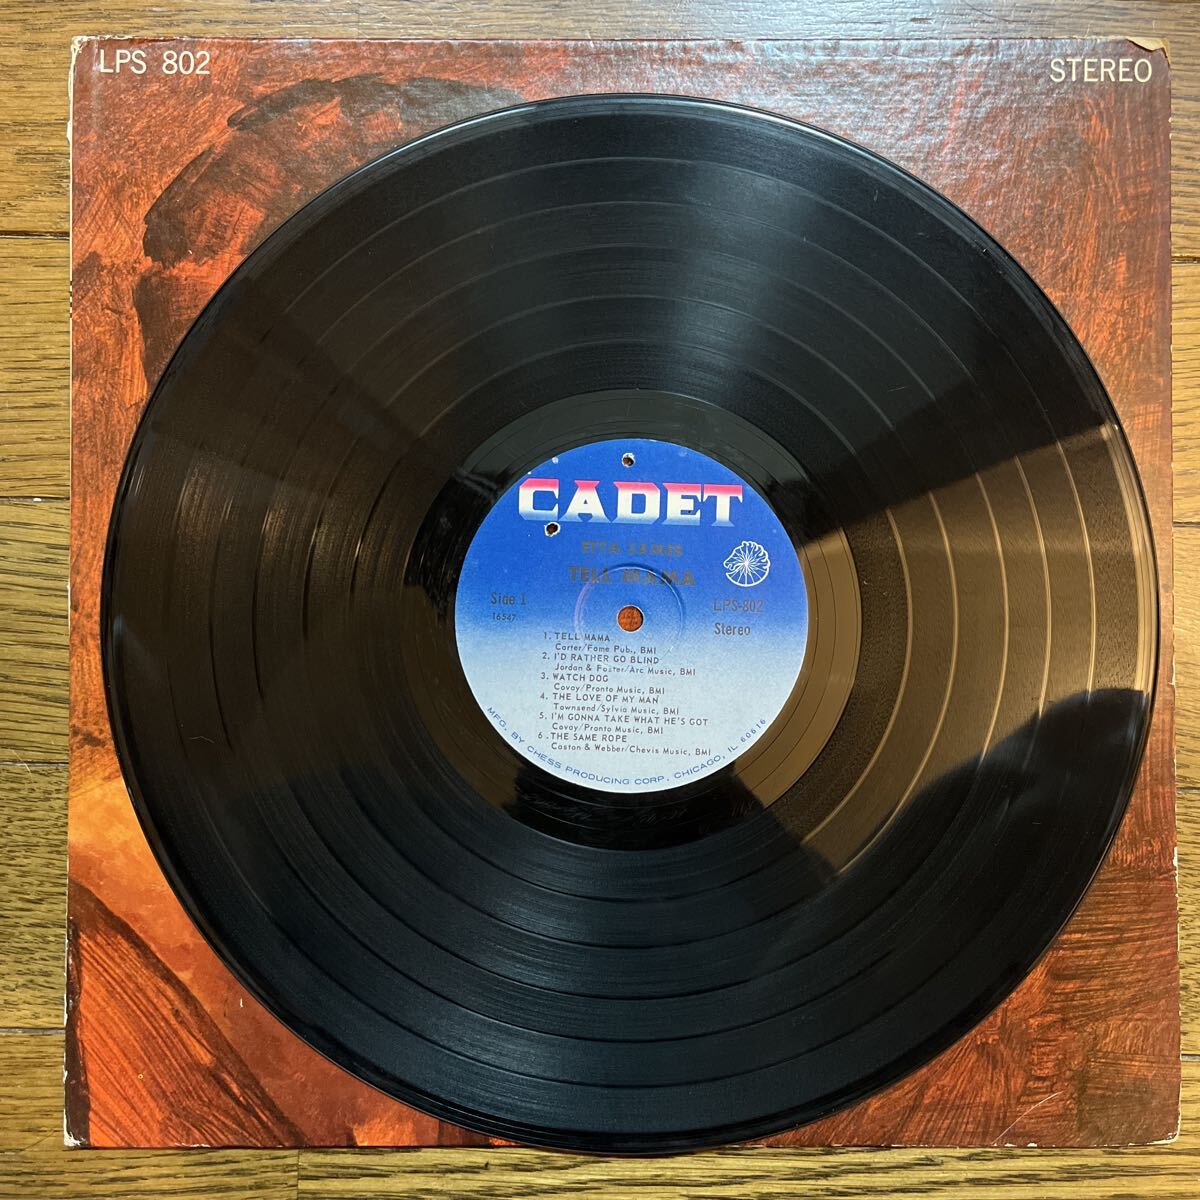 LPS 802
STEREO
CADET
ETTA JAMES
TELL MAMA
Side 1
16547
LPS-802
Stereo
1. TELL MAMA
Carter/Fame Pub., BMI
2. I'D RATHER GO BLIND
Jordan & Foster/Arc Music, BMI
3. WATCH DOG
Covay/Pronto Music, BMI
4. THE LOVE OF MY MAN
Townsend/Sylvia Music, BMI
5. I'M GONNA TAKE WHAT HE'S GOT
Covay/Pronto Music, BMI
6. THE SAME ROPE
Caston & Webber/Chevis Music, BMI
MFG. BY CHESS PRODUCING CORP. CHICAGO, IL 60616